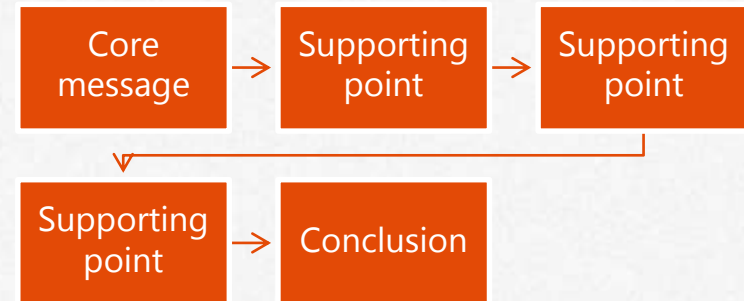 Core
message
Supporting
point
Supporting
point
Supporting
point
Conclusion